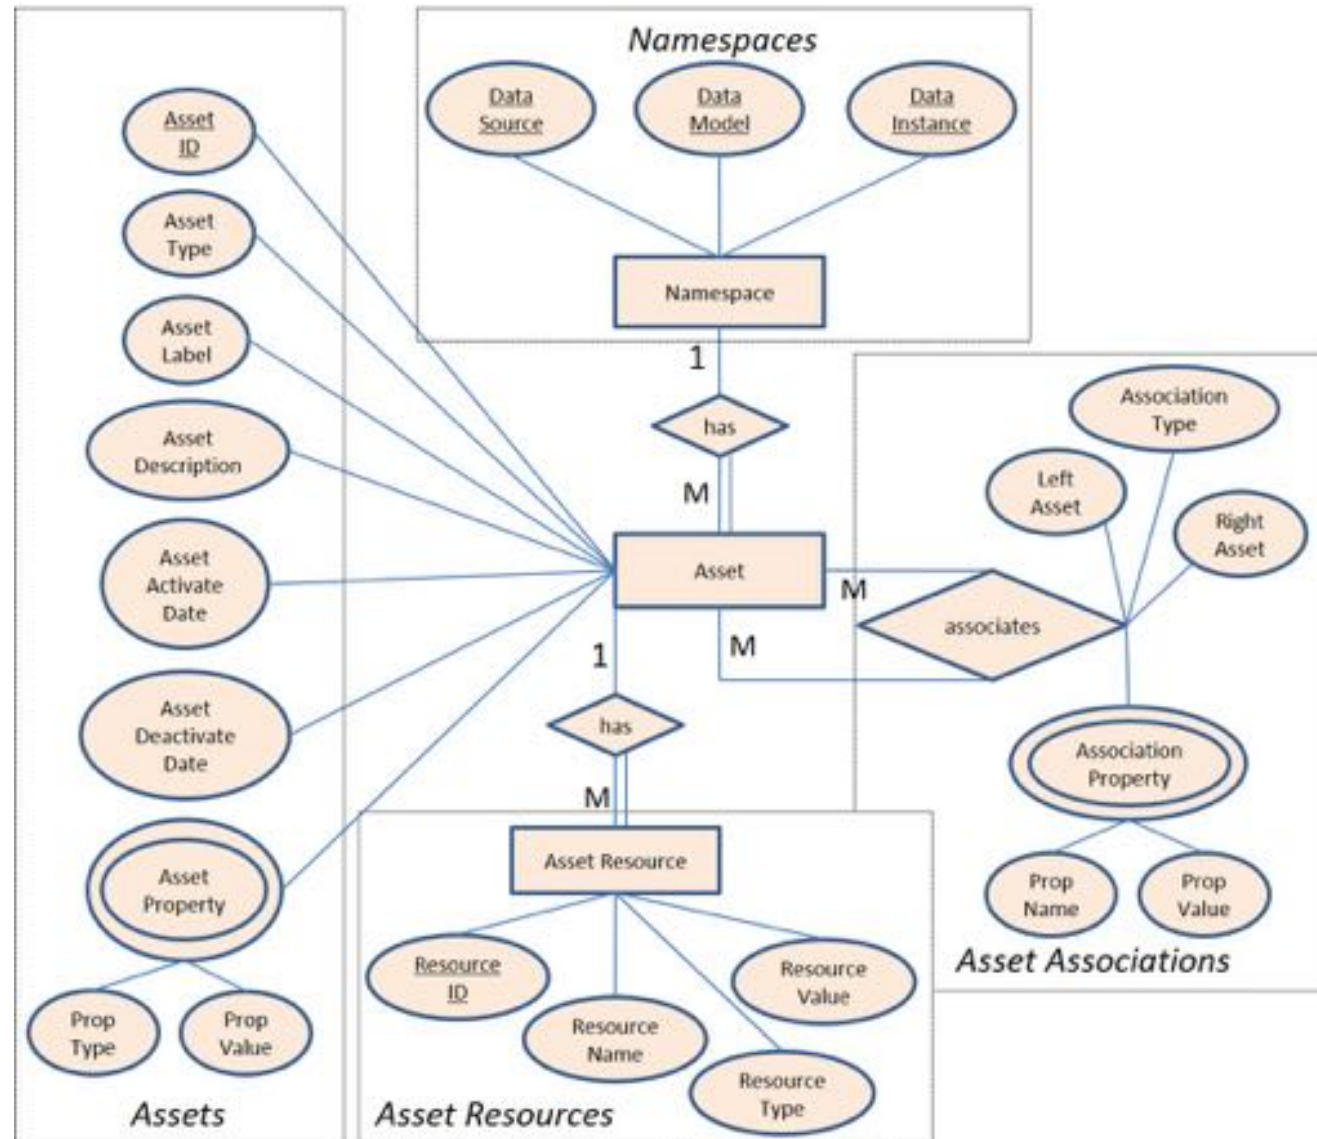 Namespaces
Data
Source
Data
Model
Data
Instance
Namespace
1
has
M
Asset
ID
Asset
Type
Asset
Label
Asset
Description
Asset
Activate
Date
Asset
Deactivate
Date
Asset
Property
Prop
Type
Prop
Value
Assets
Asset
M
M
associates
Association
Type
Left
Asset
Right
Asset
Association
Property
Prop
Name
Prop
Value
Asset Associations
1
has
M
Asset Resource
Resource
ID
Resource
Name
Resource
Type
Resource
Value
Asset Resources